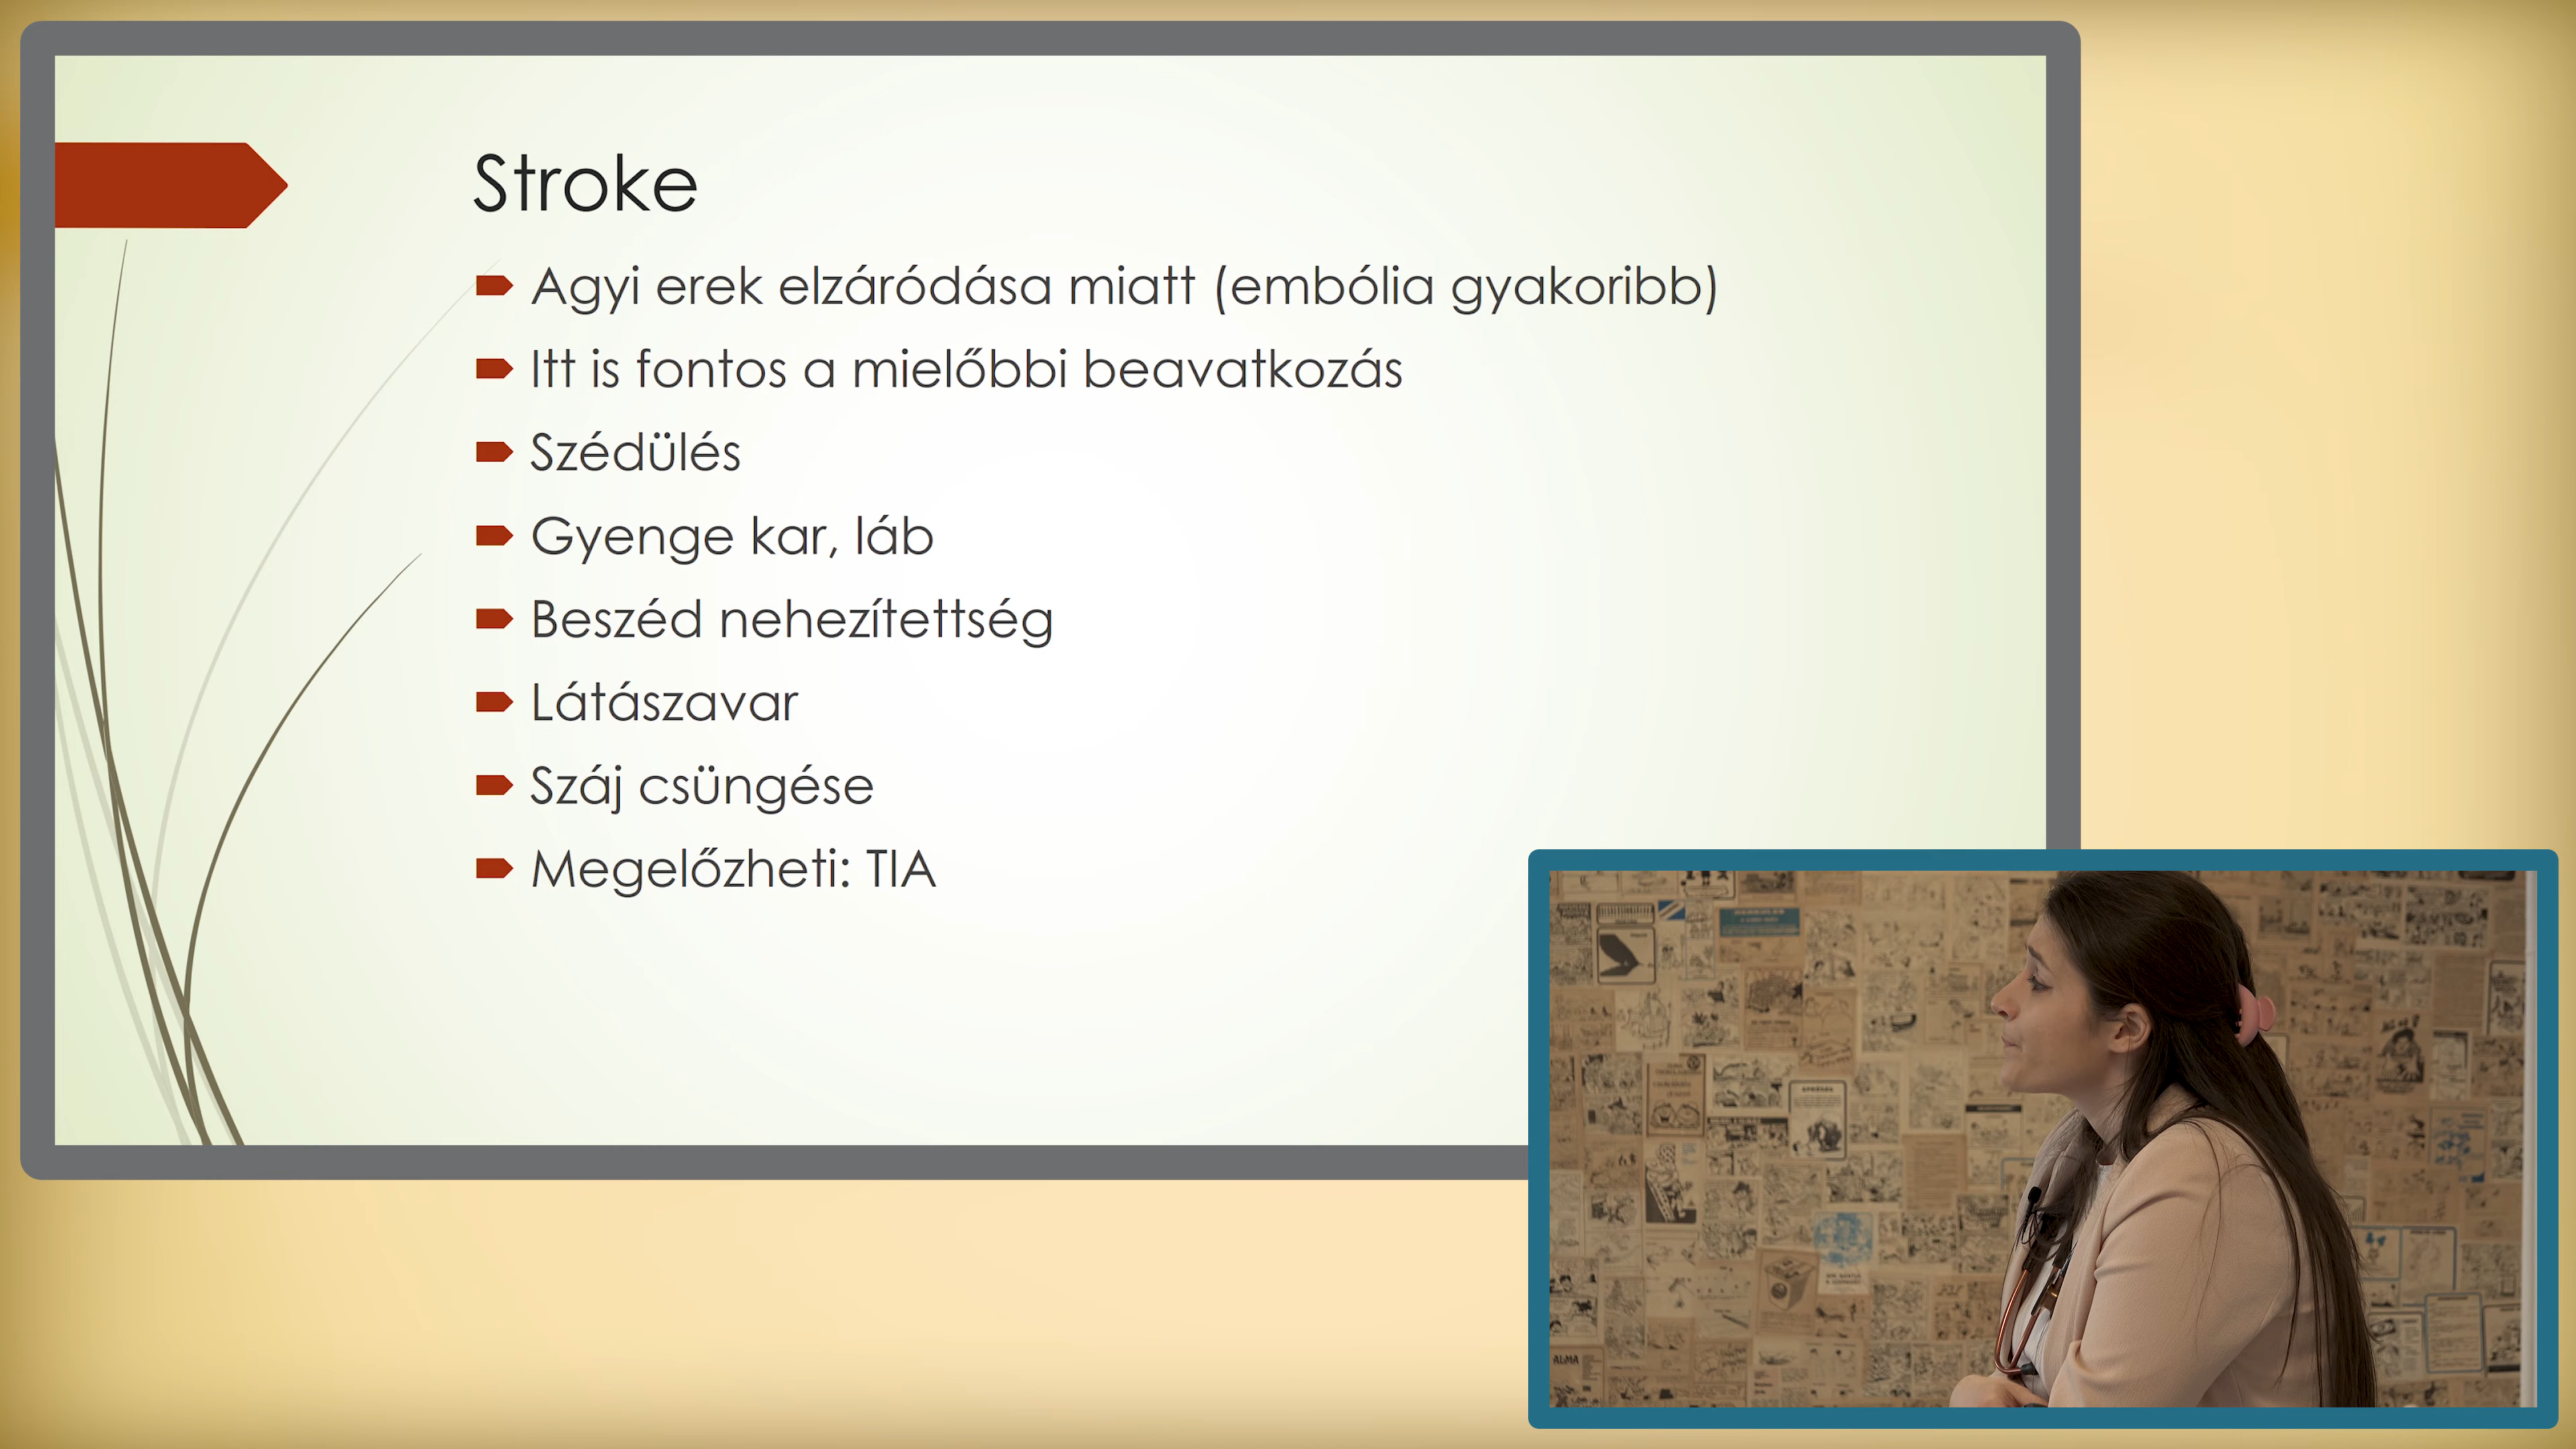 Stroke
Agyi erek elzáródása miatt (embólia gyakoribb)
Itt is fontos a mielőbbi beavatkozás
Szédülés
Gyenge kar, láb
Beszéd nehezítettség
Látászavar
Száj csüngése
Megelőzheti: TIA
ALMA